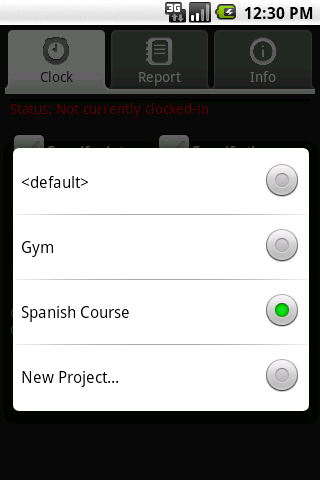 3G
12:30 PM
Clock
Report
Info
Status: Not currently clocked-in
<default>
Gym
Spanish Course
New Project...